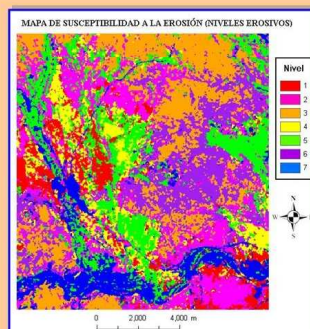 MAPA DE SUSCEPTIBILIDAD A LA EROSIÓN (NIVELES EROSIVOS)
Nivel
1
2
3
4
5
6
7
N
W
E
S
0 2,000 4,000 m